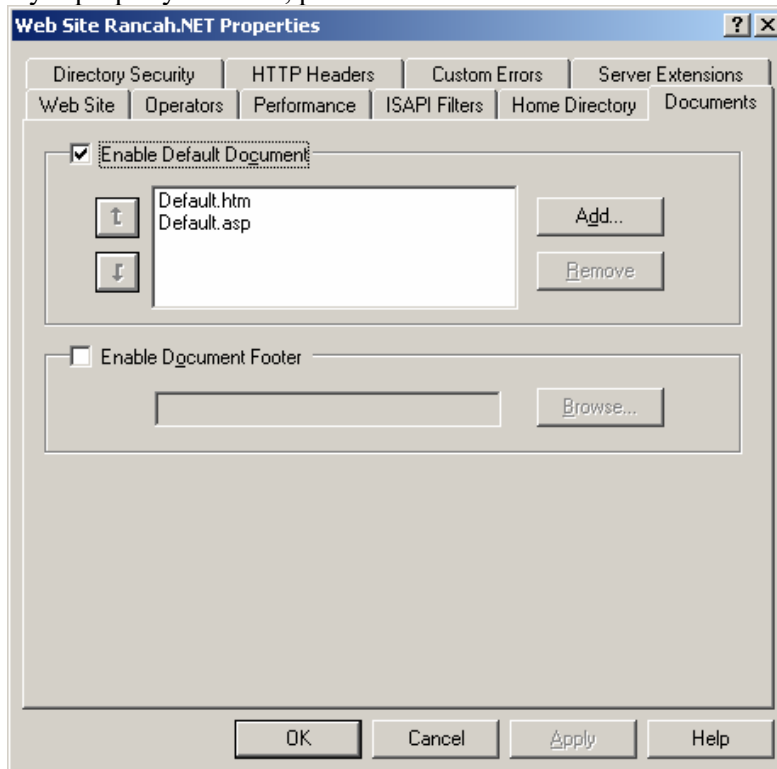 Web Site Rancah.NET Properties
Directory Security HTTP Headers Custom Errors Server Extensions
Web Site Operators Performance ISAPI Filters Home Directory Documents
Enable Default Document
Default.htm
Default.asp
Add...
Remove
Enable Document Footer
Browse...
OK Cancel Apply Help